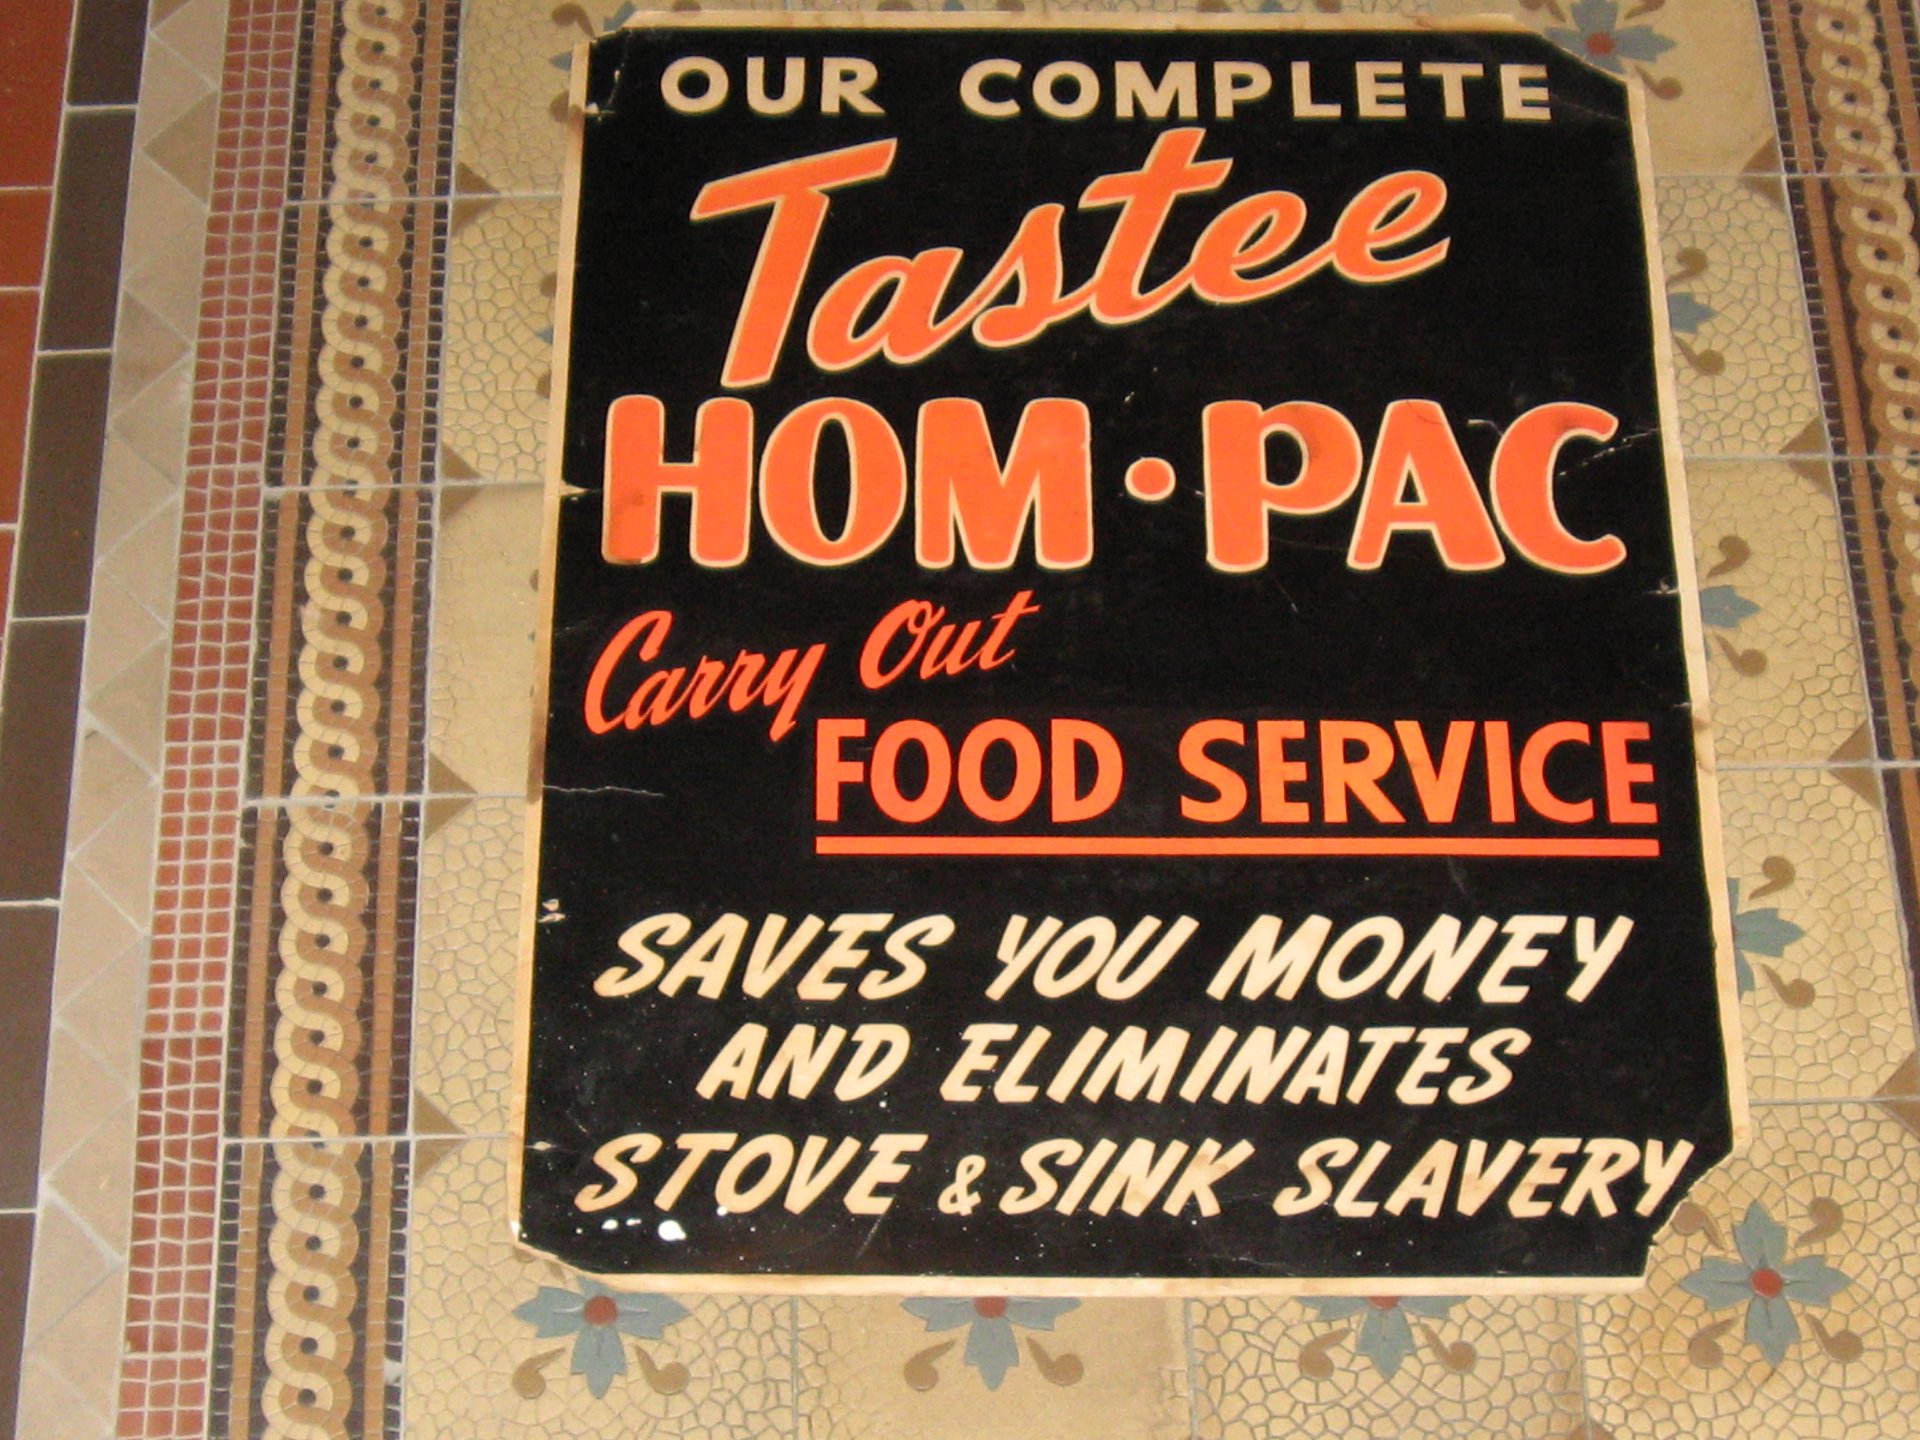 OUR COMPLETE
Tastee
HOM·PAC
Carry Out
FOOD SERVICE
SAVES YOU MONEY
AND ELIMINATES
STOVE & SINK SLAVERY